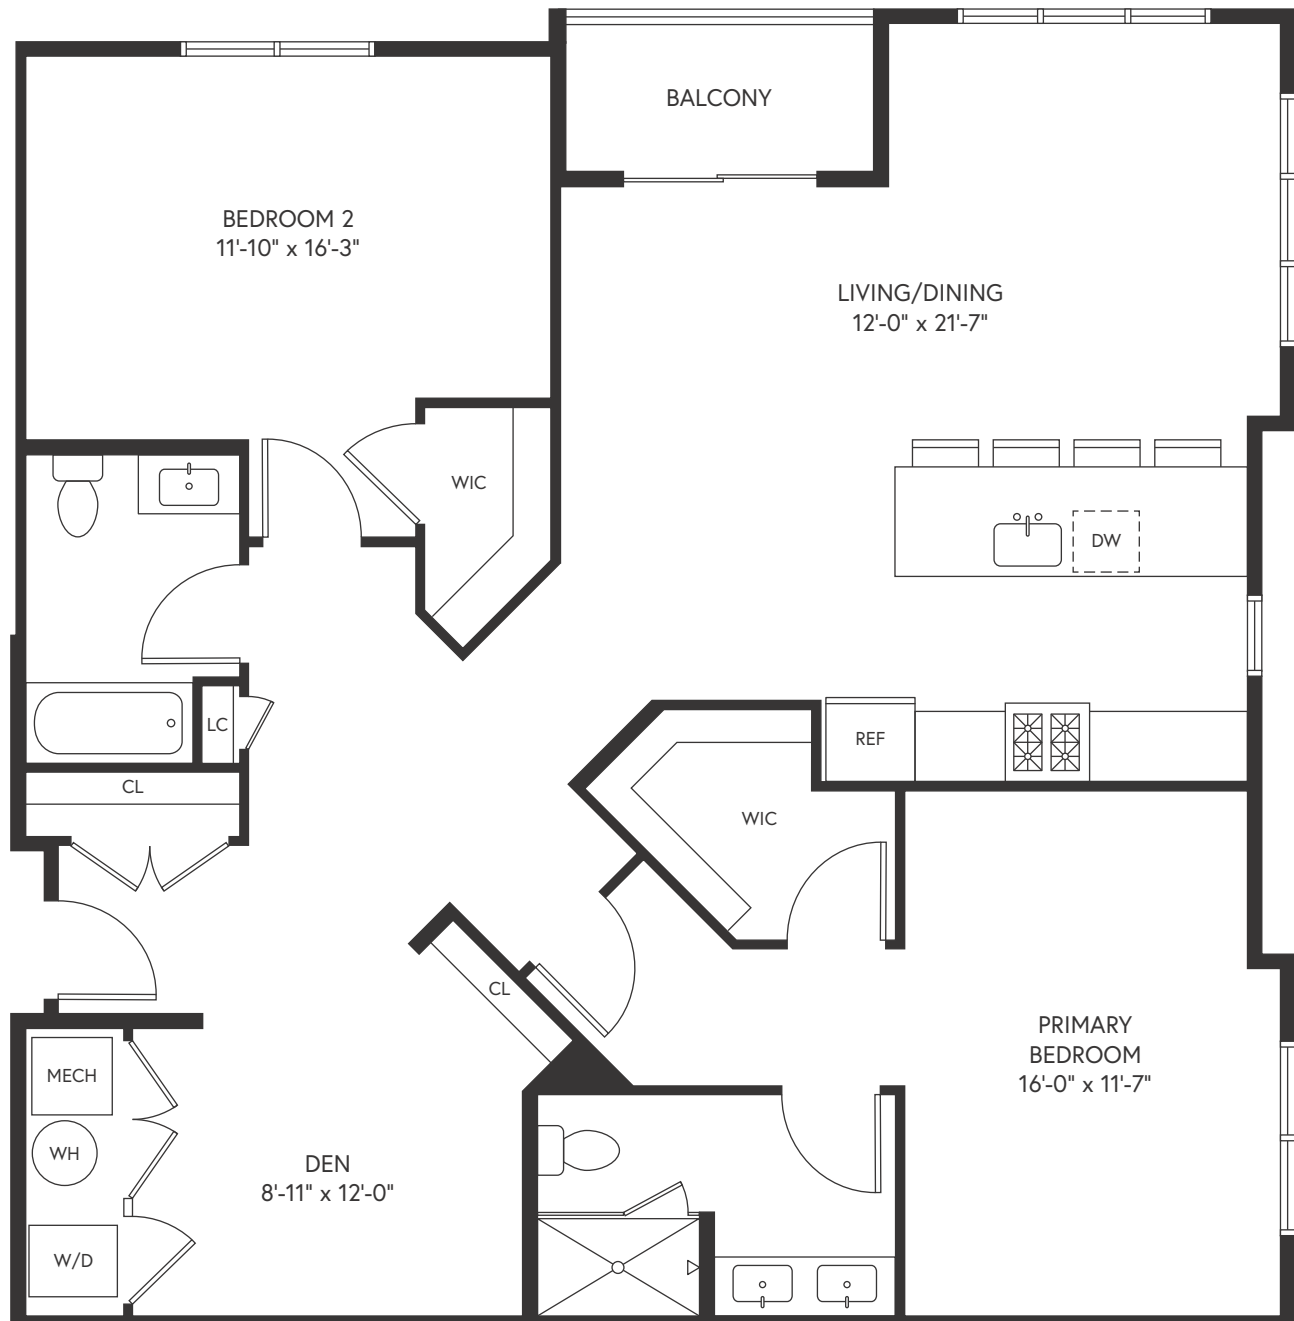 BALCONY
BEDROOM 2
11'-10" x 16'-3"
LIVING/DINING
12'-0" x 21'-7"
WIC
DW
LC
REF
CL
WIC
CL
PRIMARY
BEDROOM
16'-0" x 11'-7"
MECH
WH
DEN
8'-11" x 12'-0"
W/D